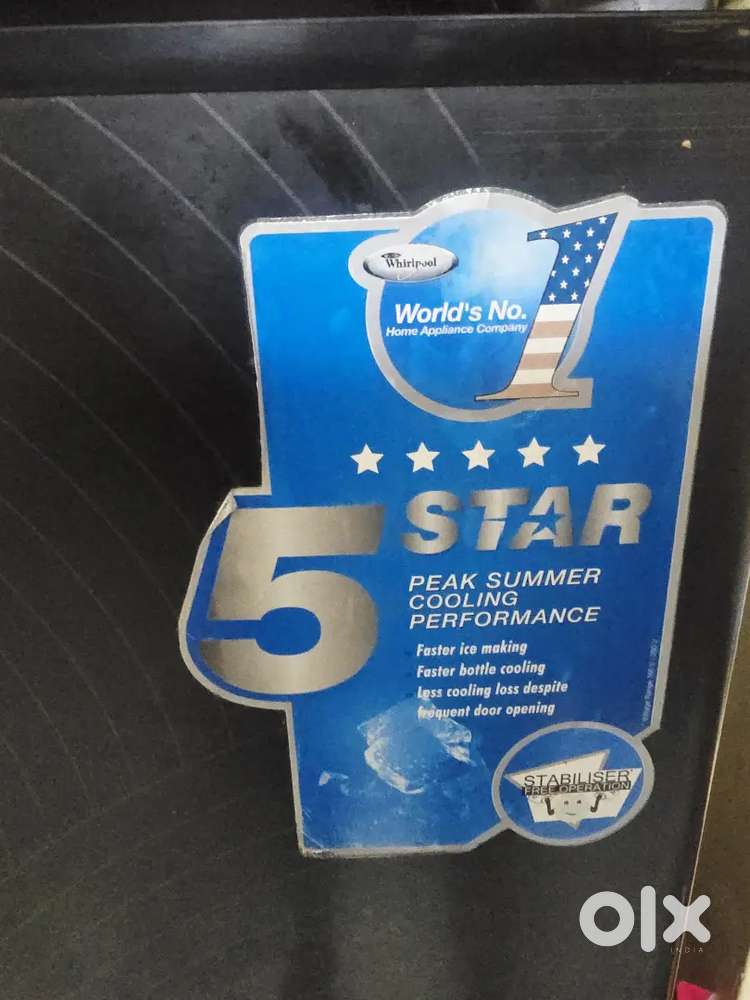 Whirlpool
World's No. 1
Home Appliance Company
5 STAR
PEAK SUMMER
COOLING
PERFORMANCE
Faster ice making
Faster bottle cooling
Less cooling loss despite
frequent door opening
STABILISER
FREE OPERATION
olx
INDIA